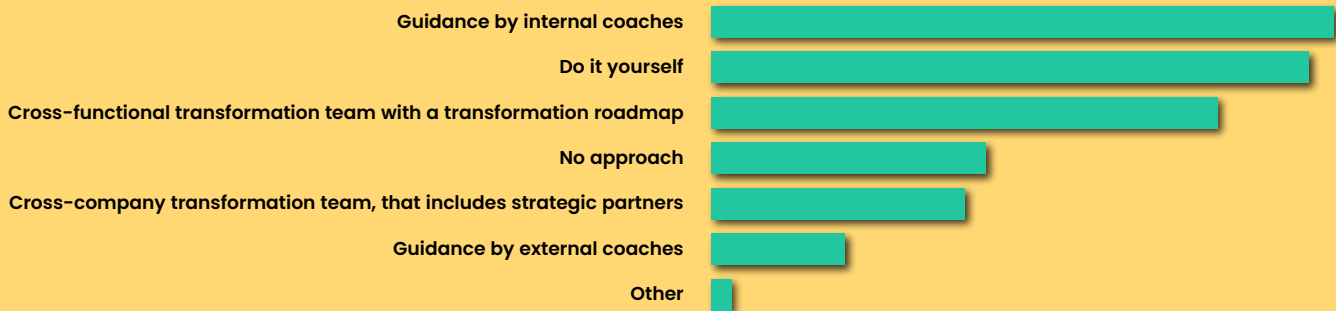 Guidance by internal coaches
Do it yourself
Cross-functional transformation team with a transformation roadmap
No approach
Cross-company transformation team, that includes strategic partners
Guidance by external coaches
Other